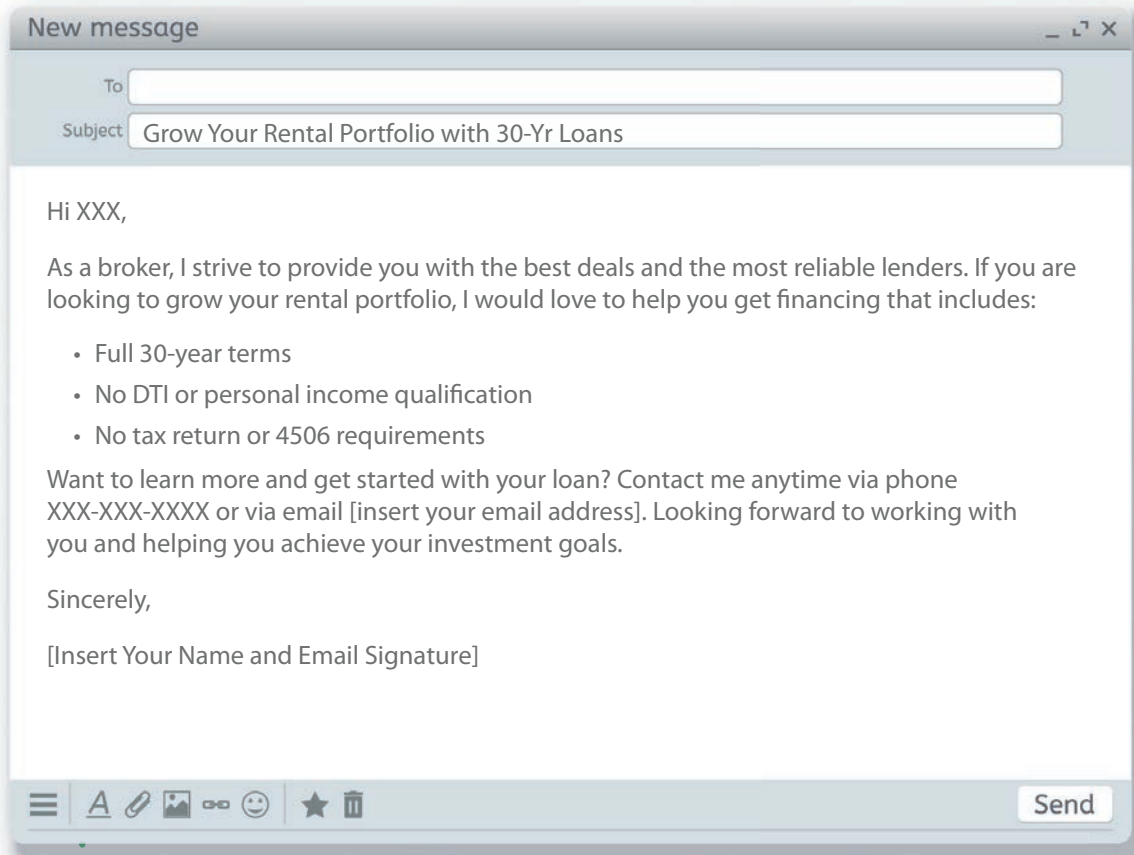 New message
To
Subject
Grow Your Rental Portfolio with 30-Yr Loans
Hi XXX,
As a broker, I strive to provide you with the best deals and the most reliable lenders. If you are
looking to grow your rental portfolio, I would love to help you get financing that includes:
• Full 30-year terms
• No DTI or personal income qualification
• No tax return or 4506 requirements
Want to learn more and get started with your loan? Contact me anytime via phone
XXX-XXX-XXXX or via email [insert your email address]. Looking forward to working with
you and helping you achieve your investment goals.
Sincerely,
[Insert Your Name and Email Signature]
A
Send